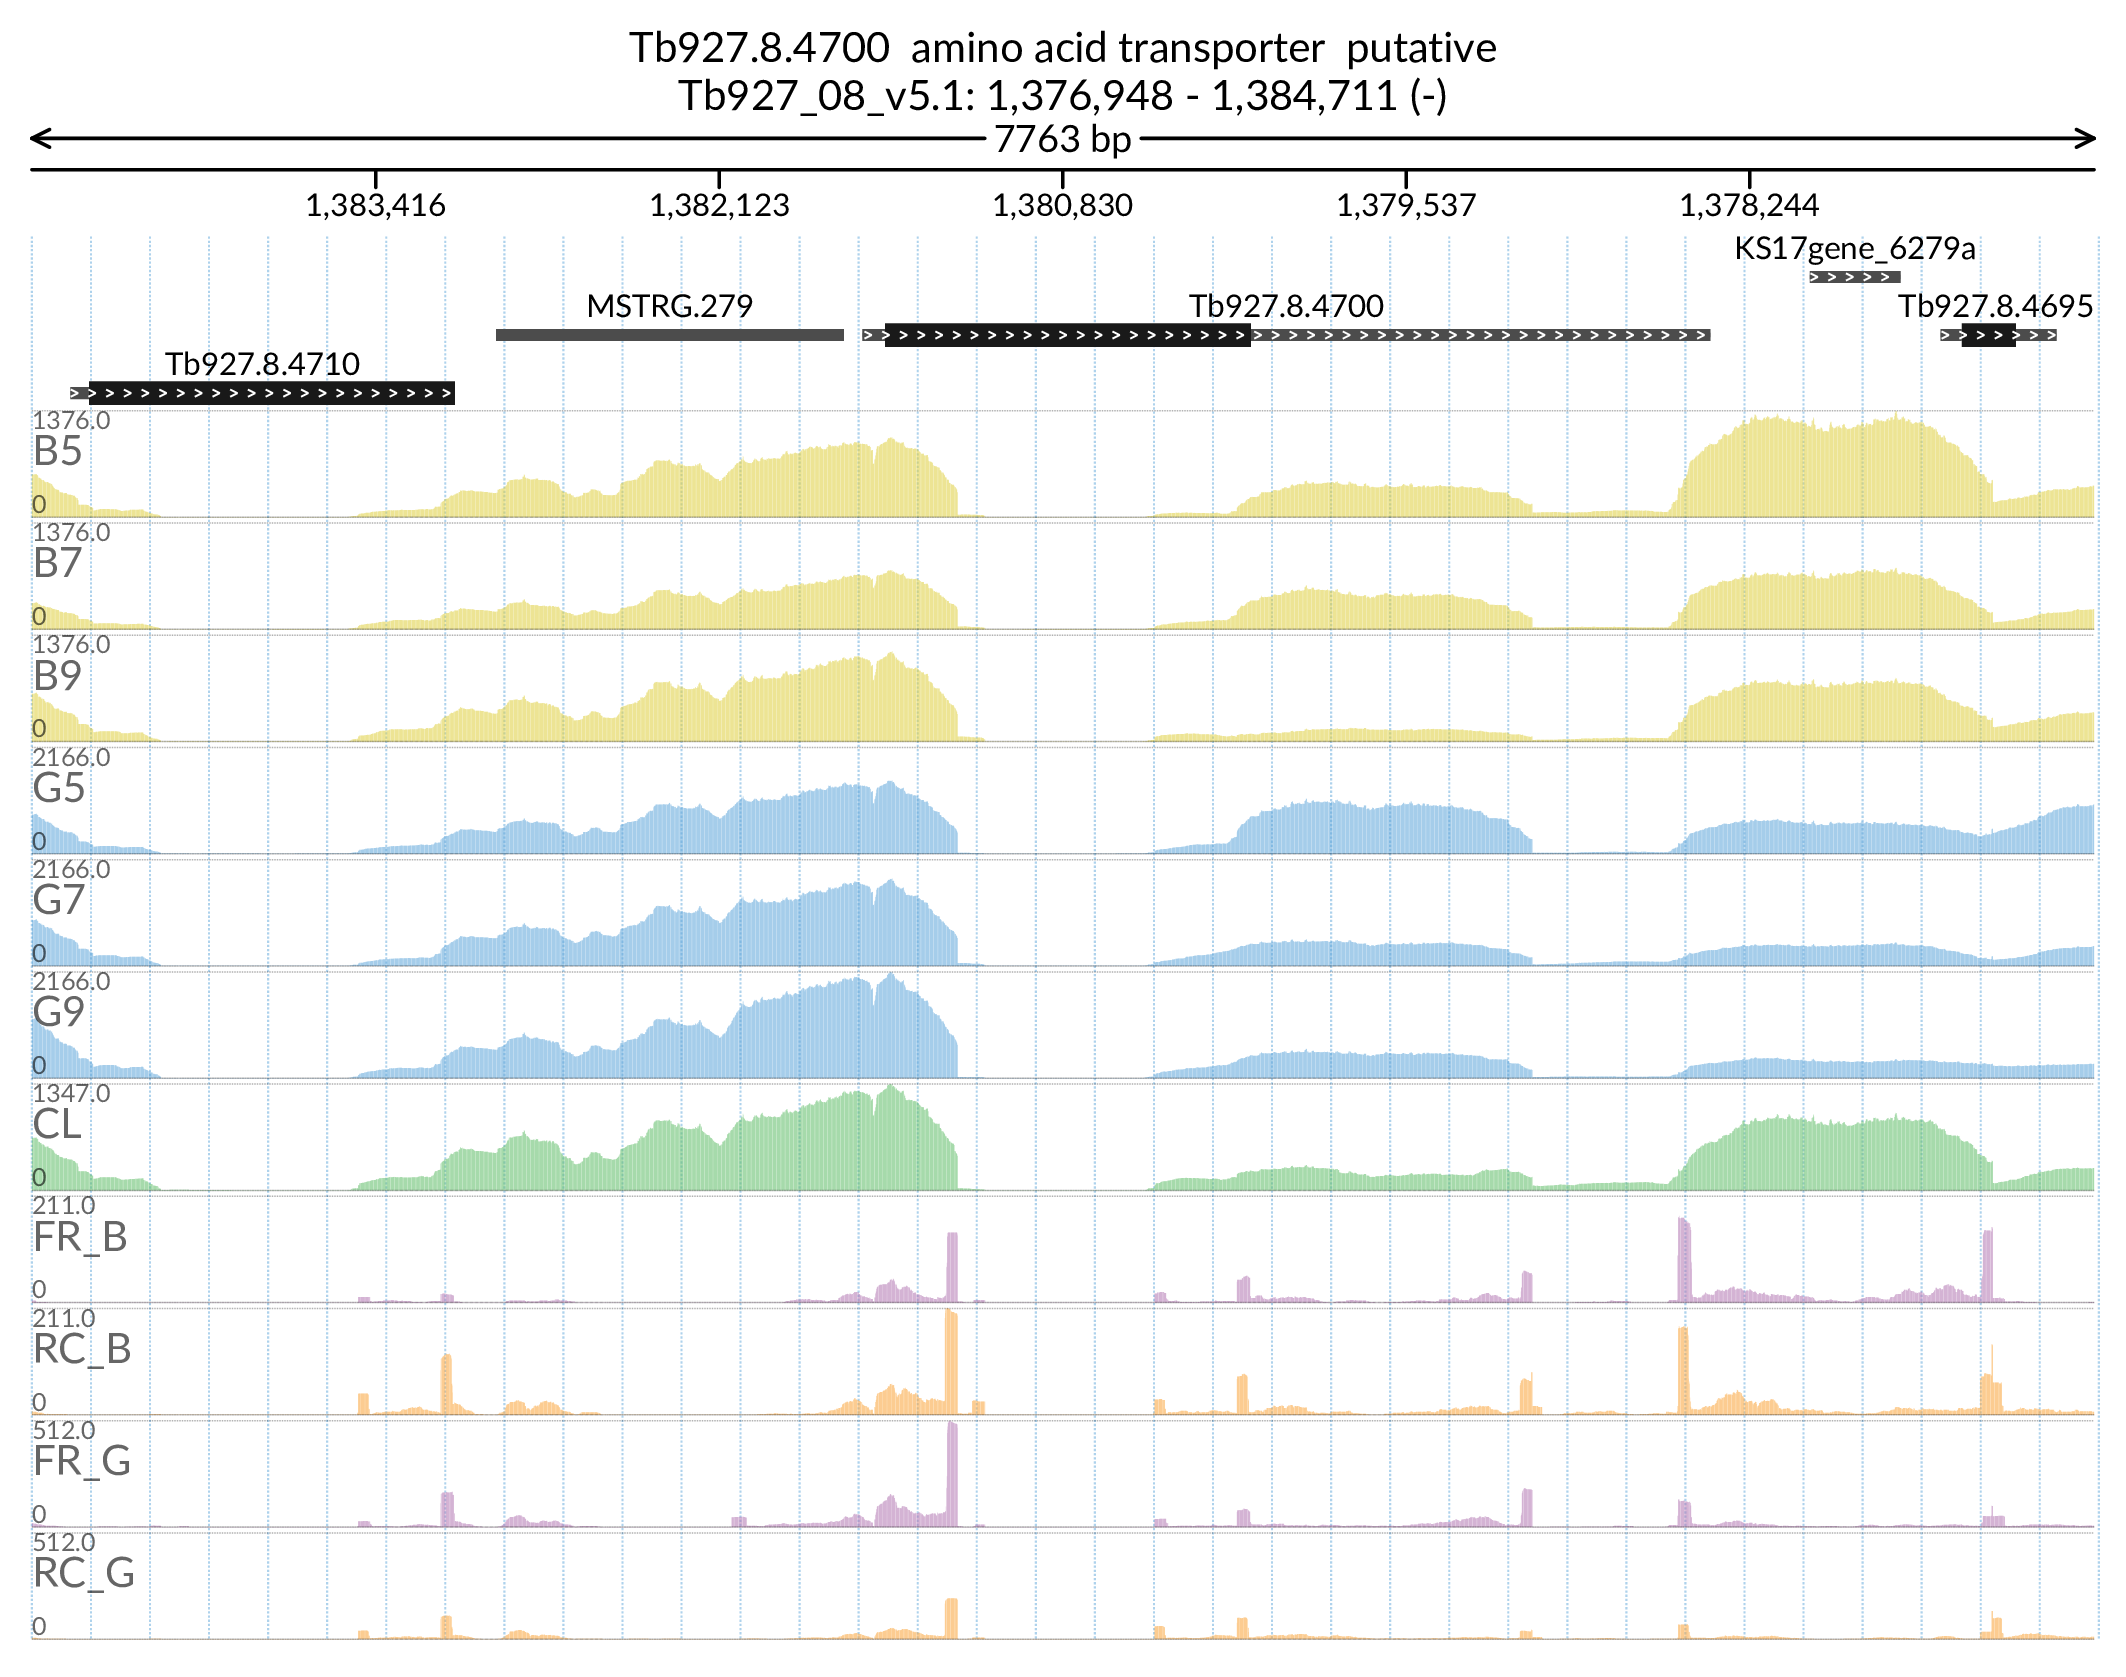 Tb927.8.4700  amino acid transporter  putative
Tb927_08_v5.1: 1,376,948 - 1,384,711 (-)
7763 bp
1,383,416 1,382,123 1,380,830 1,379,537 1,378,244
KS17gene_6279a
MSTRG.279 Tb927.8.4700 Tb927.8.4695
Tb927.8.4710
1376.0
B5
0
1376.0
B7
0
1376.0
B9
0
2166.0
G5
0
2166.0
G7
0
2166.0
G9
0
1347.0
CL
0
211.0
FR_B
0
211.0
RC_B
0
512.0
FR_G
0
512.0
RC_G
0